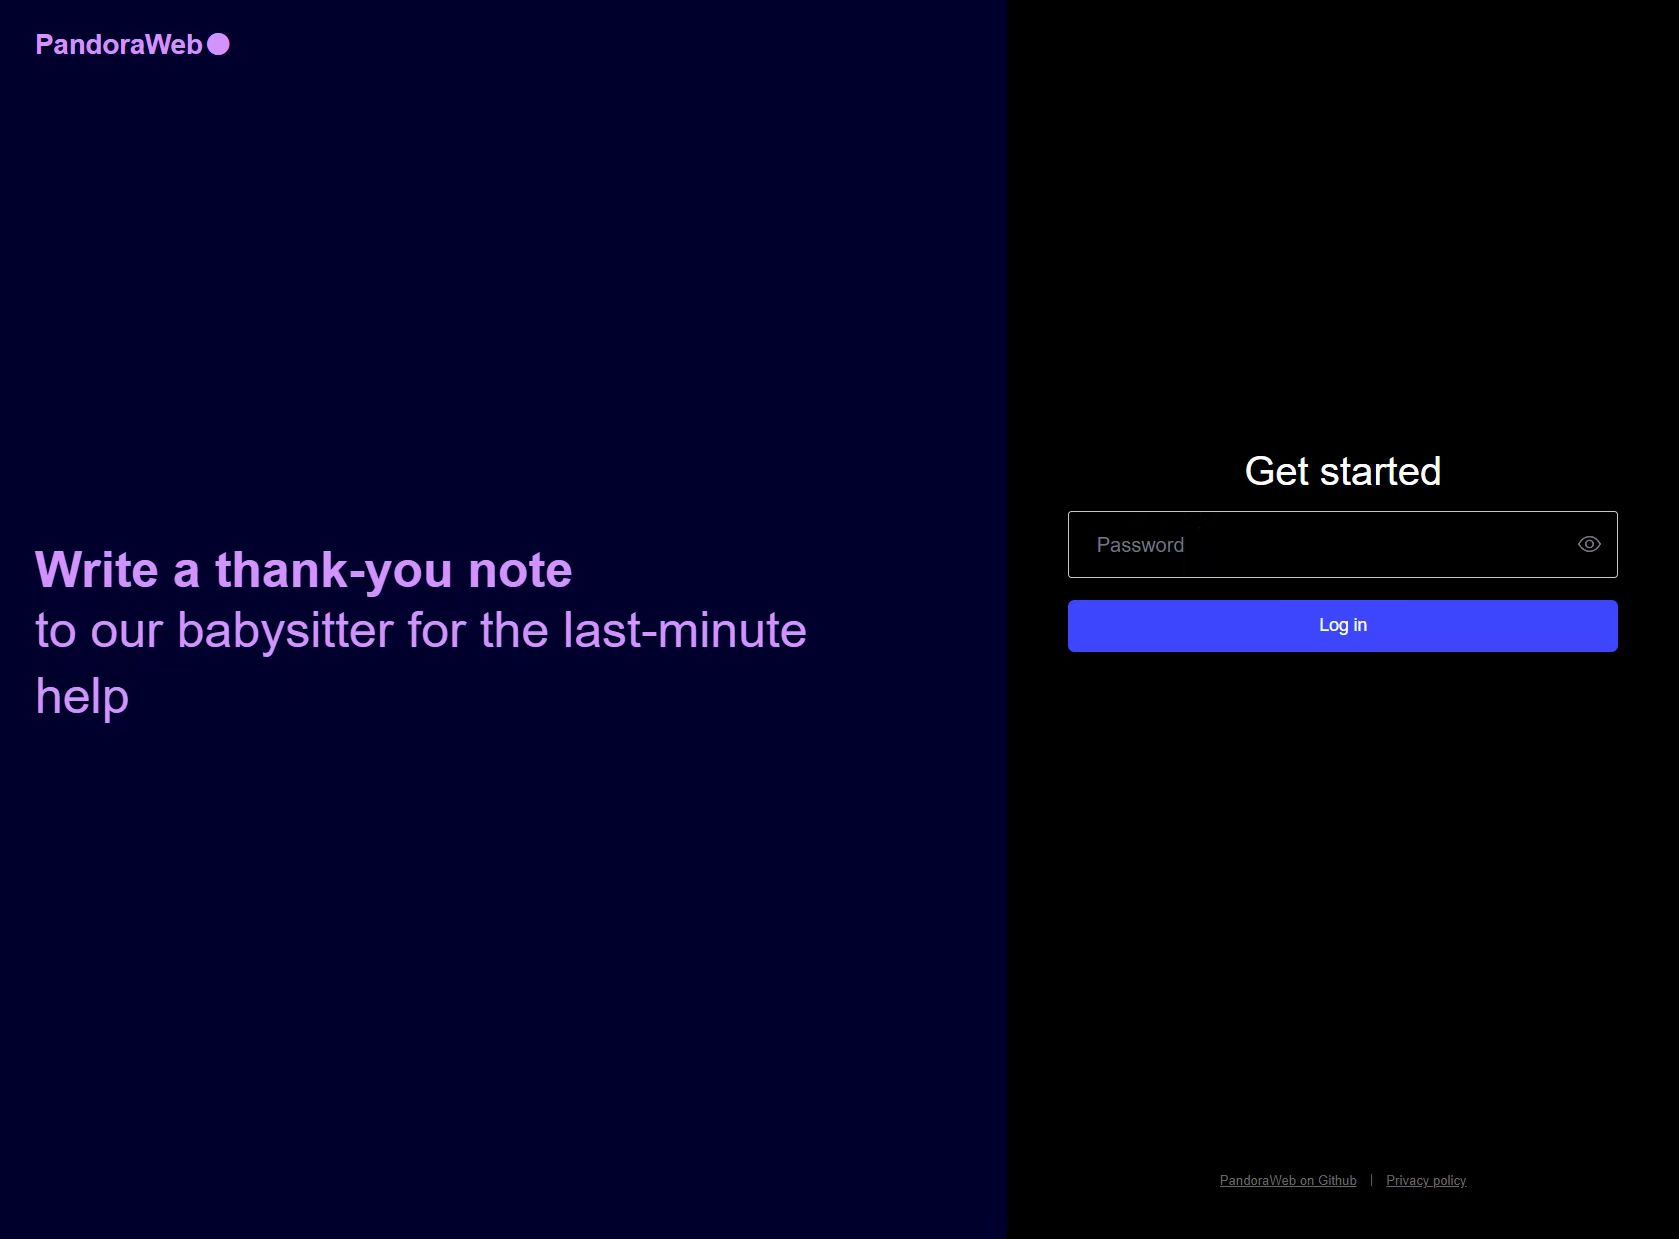 PandoraWeb
Write a thank-you note
to our babysitter for the last-minute
help
Get started
Password
Log in
PandoraWeb on Github | Privacy policy